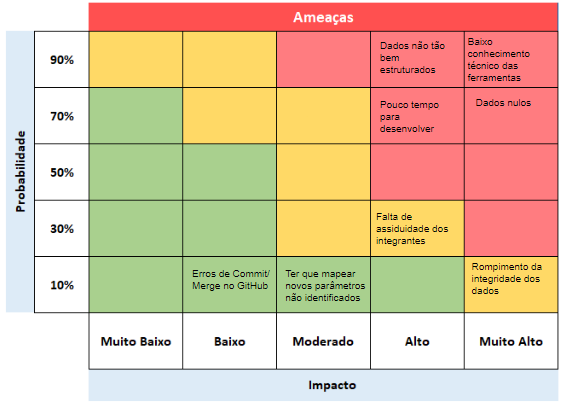 Ameaças
Probabilidade
90%
Dados não tão
bem
estruturados
Baixo
conhecimento
técnico das
ferramentas
70%
Pouco tempo
para
desenvolver
Dados nulos
50%
30%
Falta de
assiduidade dos
integrantes
10%
Erros de Commit/
Merge no GitHub
Ter que mapear
novos parâmetros
não identificados
Rompimento da
integridade dos
dados
Muito Baixo
Baixo
Moderado
Alto
Muito Alto
Impacto